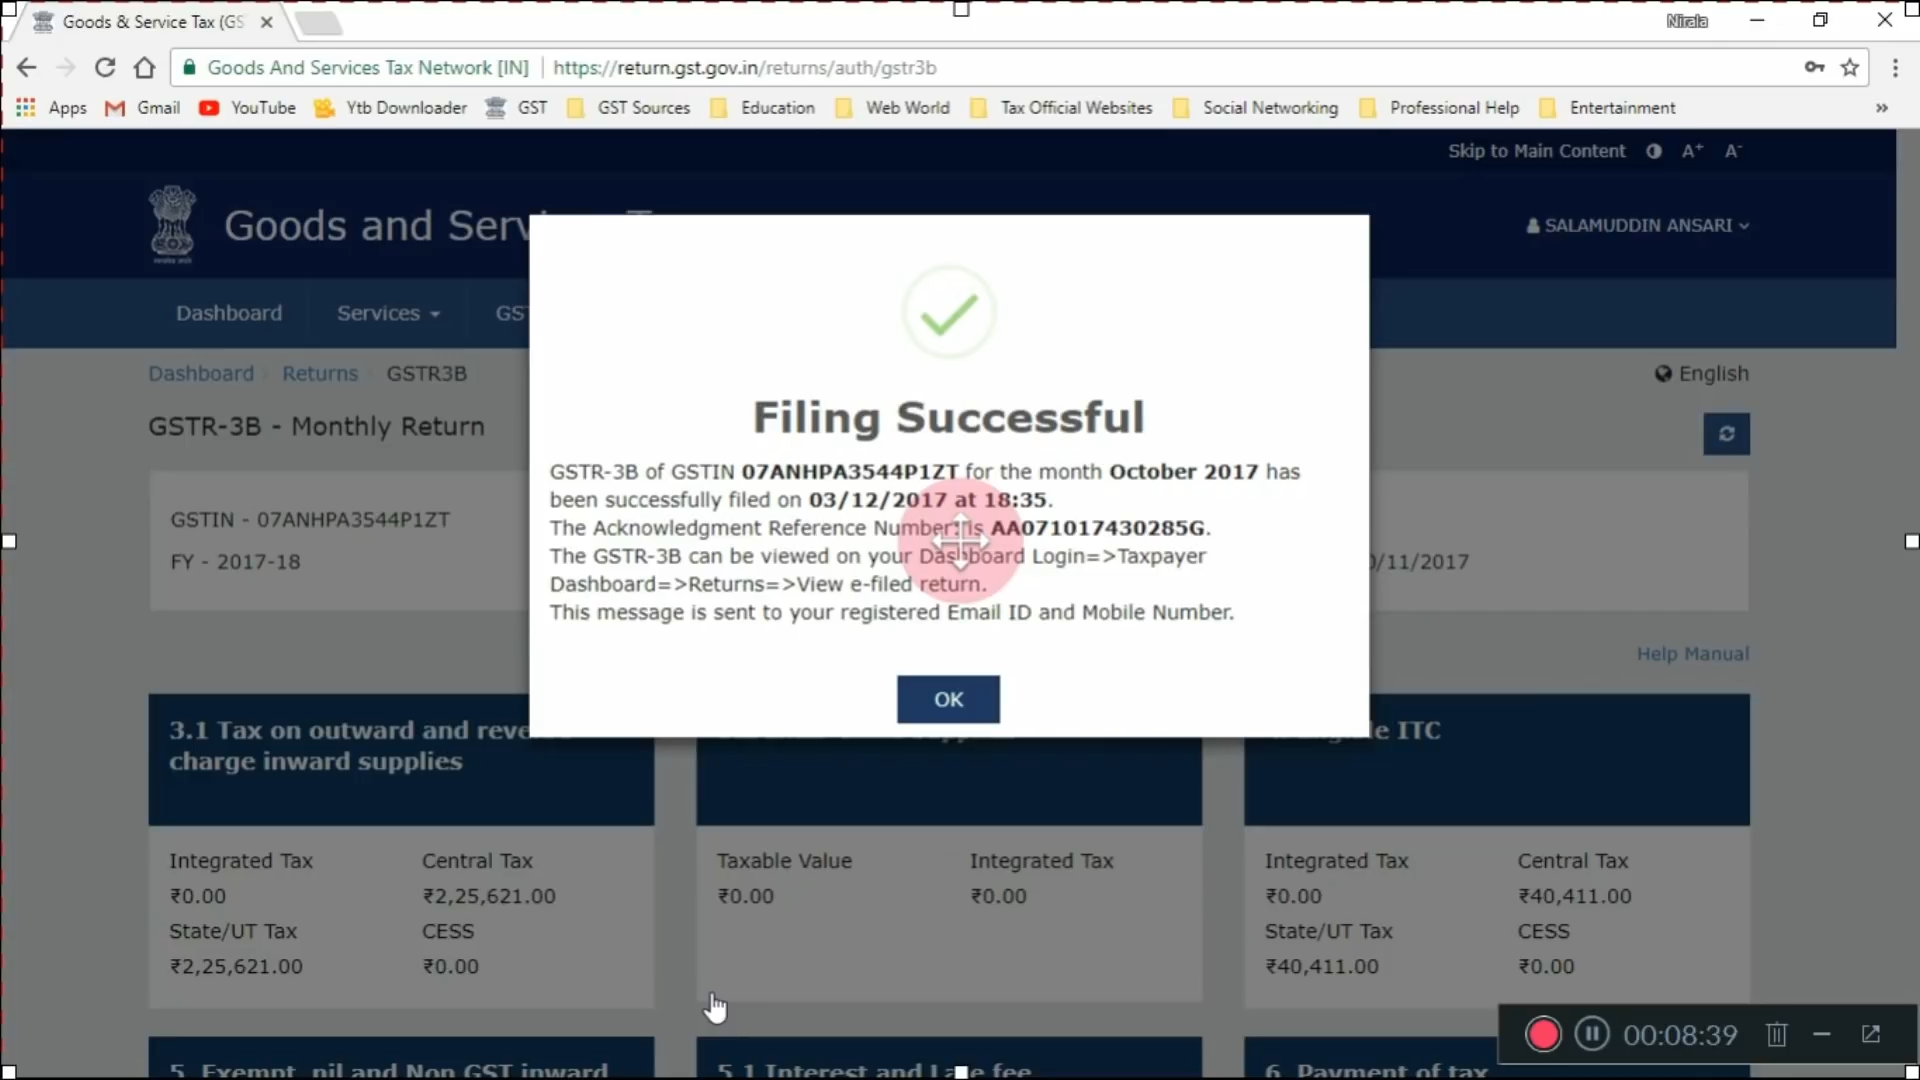 Goods & Service Tax (GS
Nirala
Goods And Services Tax Network [IN] https://return.gst.gov.in/returns/auth/gstr3b
Apps Gmail YouTube Ytb Downloader GST GST Sources Education Web World Tax Official Websites Social Networking Professional Help Entertainment »
Skip to Main Content A+ A-
Goods and Serv
SALAMUDDIN ANSARI
Dashboard Services GS
Dashboard Returns GSTR3B
English
GSTR-3B - Monthly Return
Filing Successful
GSTR-3B of GSTIN 07ANHPA3544P1ZT for the month October 2017 has
been successfully filed on 03/12/2017 at 18:35.
The Acknowledgment Reference Number: is AA071017430285G.
The GSTR-3B can be viewed on your Dashboard Login=>Taxpayer
Dashboard=>Returns=>View e-filed return.
This message is sent to your registered Email ID and Mobile Number.
OK
GSTIN - 07ANHPA3544P1ZT
FY - 2017-18
/11/2017
Help Manual
3.1 Tax on outward and reve
charge inward supplies
ITC
Integrated Tax Central Tax
₹0.00 ₹2,25,621.00
State/UT Tax CESS
₹2,25,621.00 ₹0.00
Taxable Value Integrated Tax
₹0.00 ₹0.00
Integrated Tax Central Tax
₹0.00 ₹40,411.00
State/UT Tax CESS
₹40,411.00 ₹0.00
5. Exempt, nil and Non GST inward
5.1 Interest and Late fee
6. Payment of tax
00:08:39